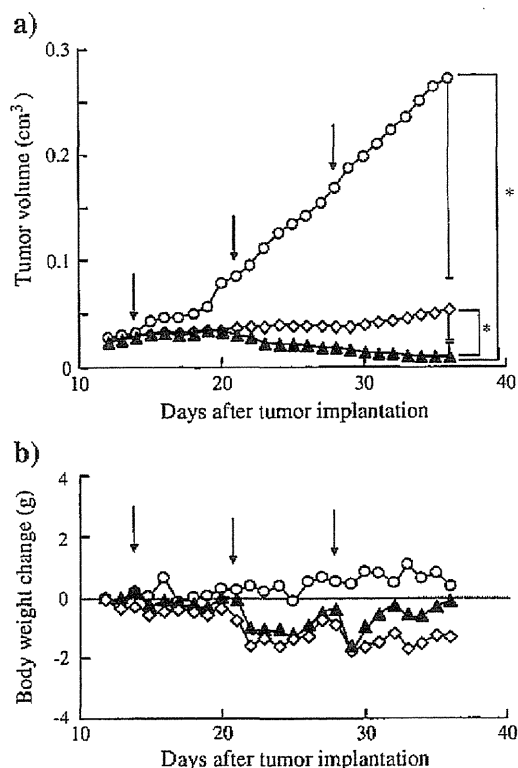 a)
0.3
0.2
0.1
0
Tumor volume (cm³)
*
*
10 20 30 40
Days after tumor implantation
b)
4
2
0
-2
-4
Body weight change (g)
10 20 30 40
Days after tumor implantation